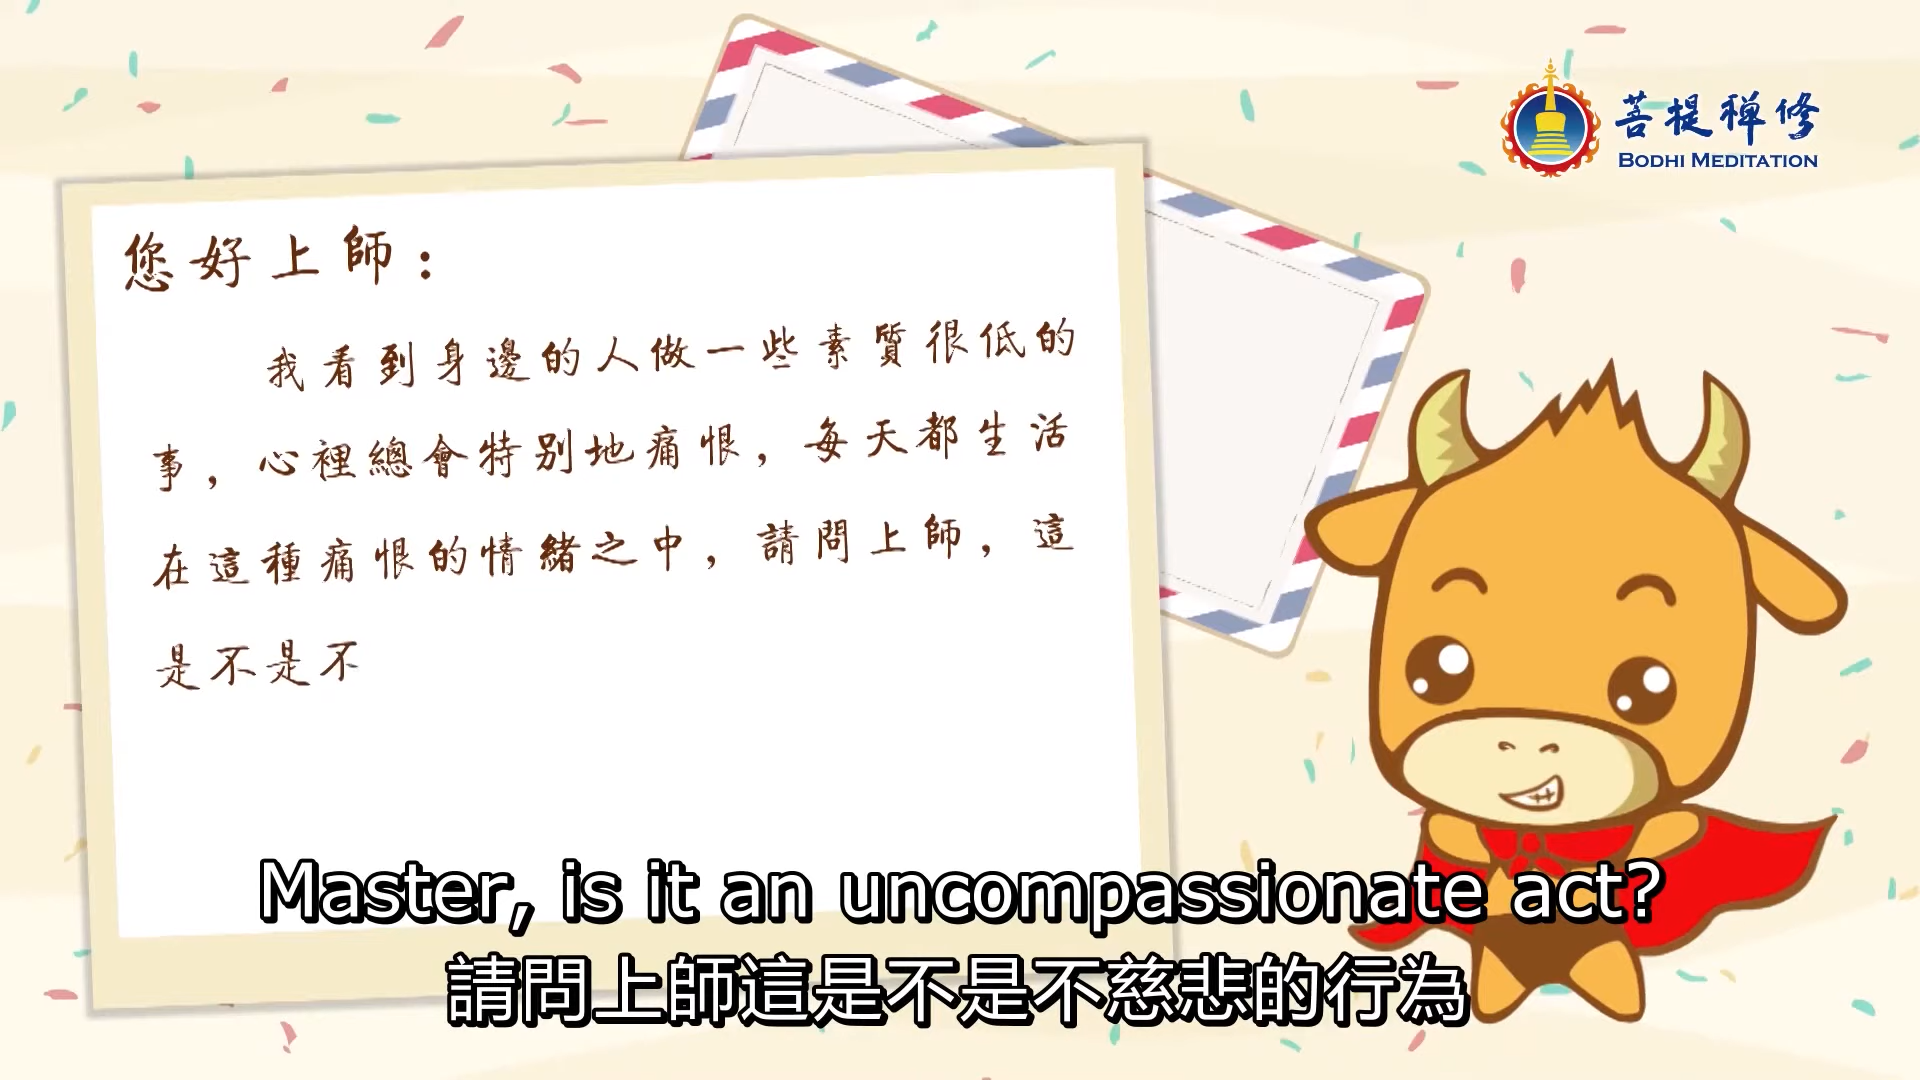 菩提禪修
BODHI MEDITATION
您好上師：
我看到身邊的人做一些素質很低的
事，心裡總會特別地痛恨，每天都生活
在這種痛恨的情緒之中，請問上師，這
是不是不
Master, is it an uncompassionate act?
請問上師這是不是不慈悲的行為